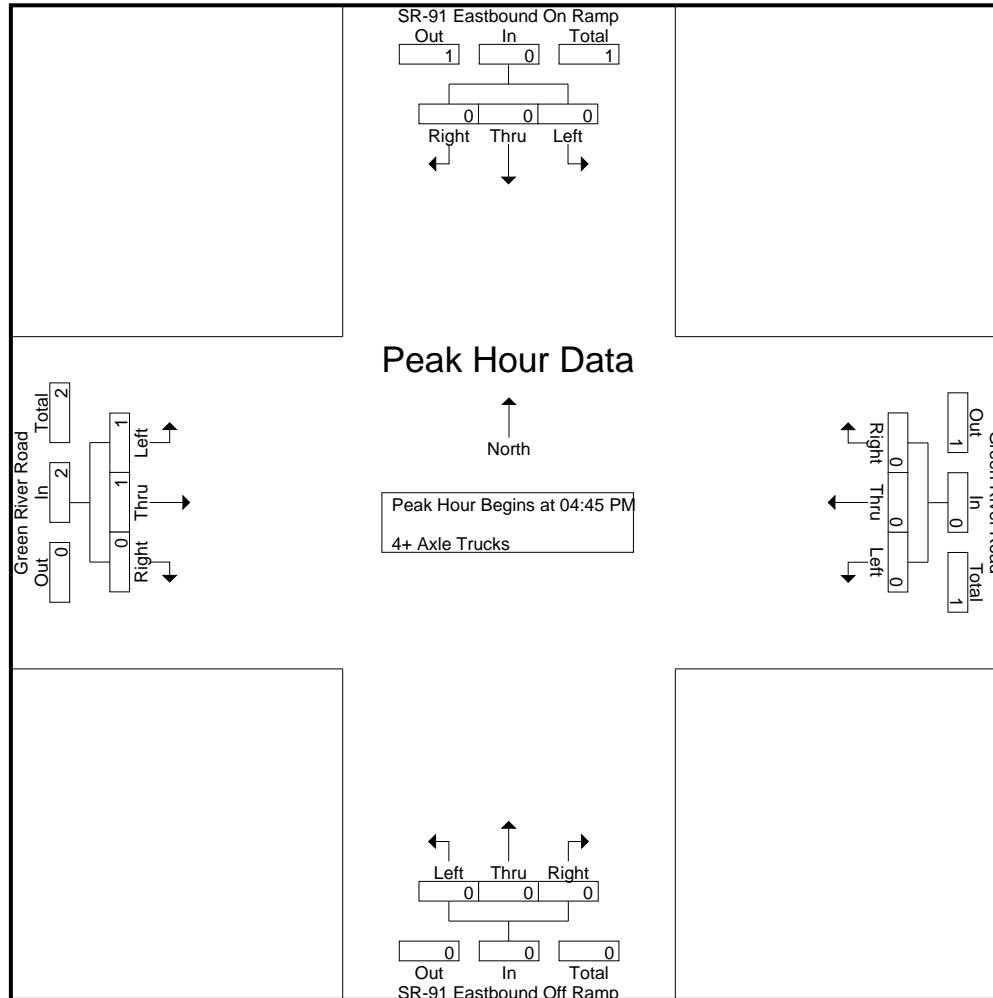 SR-91 Eastbound On Ramp
Out In Total
1 0 1
0 0 0
Right Thru Left
Peak Hour Data
North
Peak Hour Begins at 04:45 PM
4+ Axle Trucks
Green River Road
Total In Out
2 2 0
1 1 0
Left Thru Right
Out In Total
1 0 1
0 0 0
Right Thru Left
Left Thru Right
0 0 0
0 0 0
Out In Total
SR-91 Eastbound Off Ramp